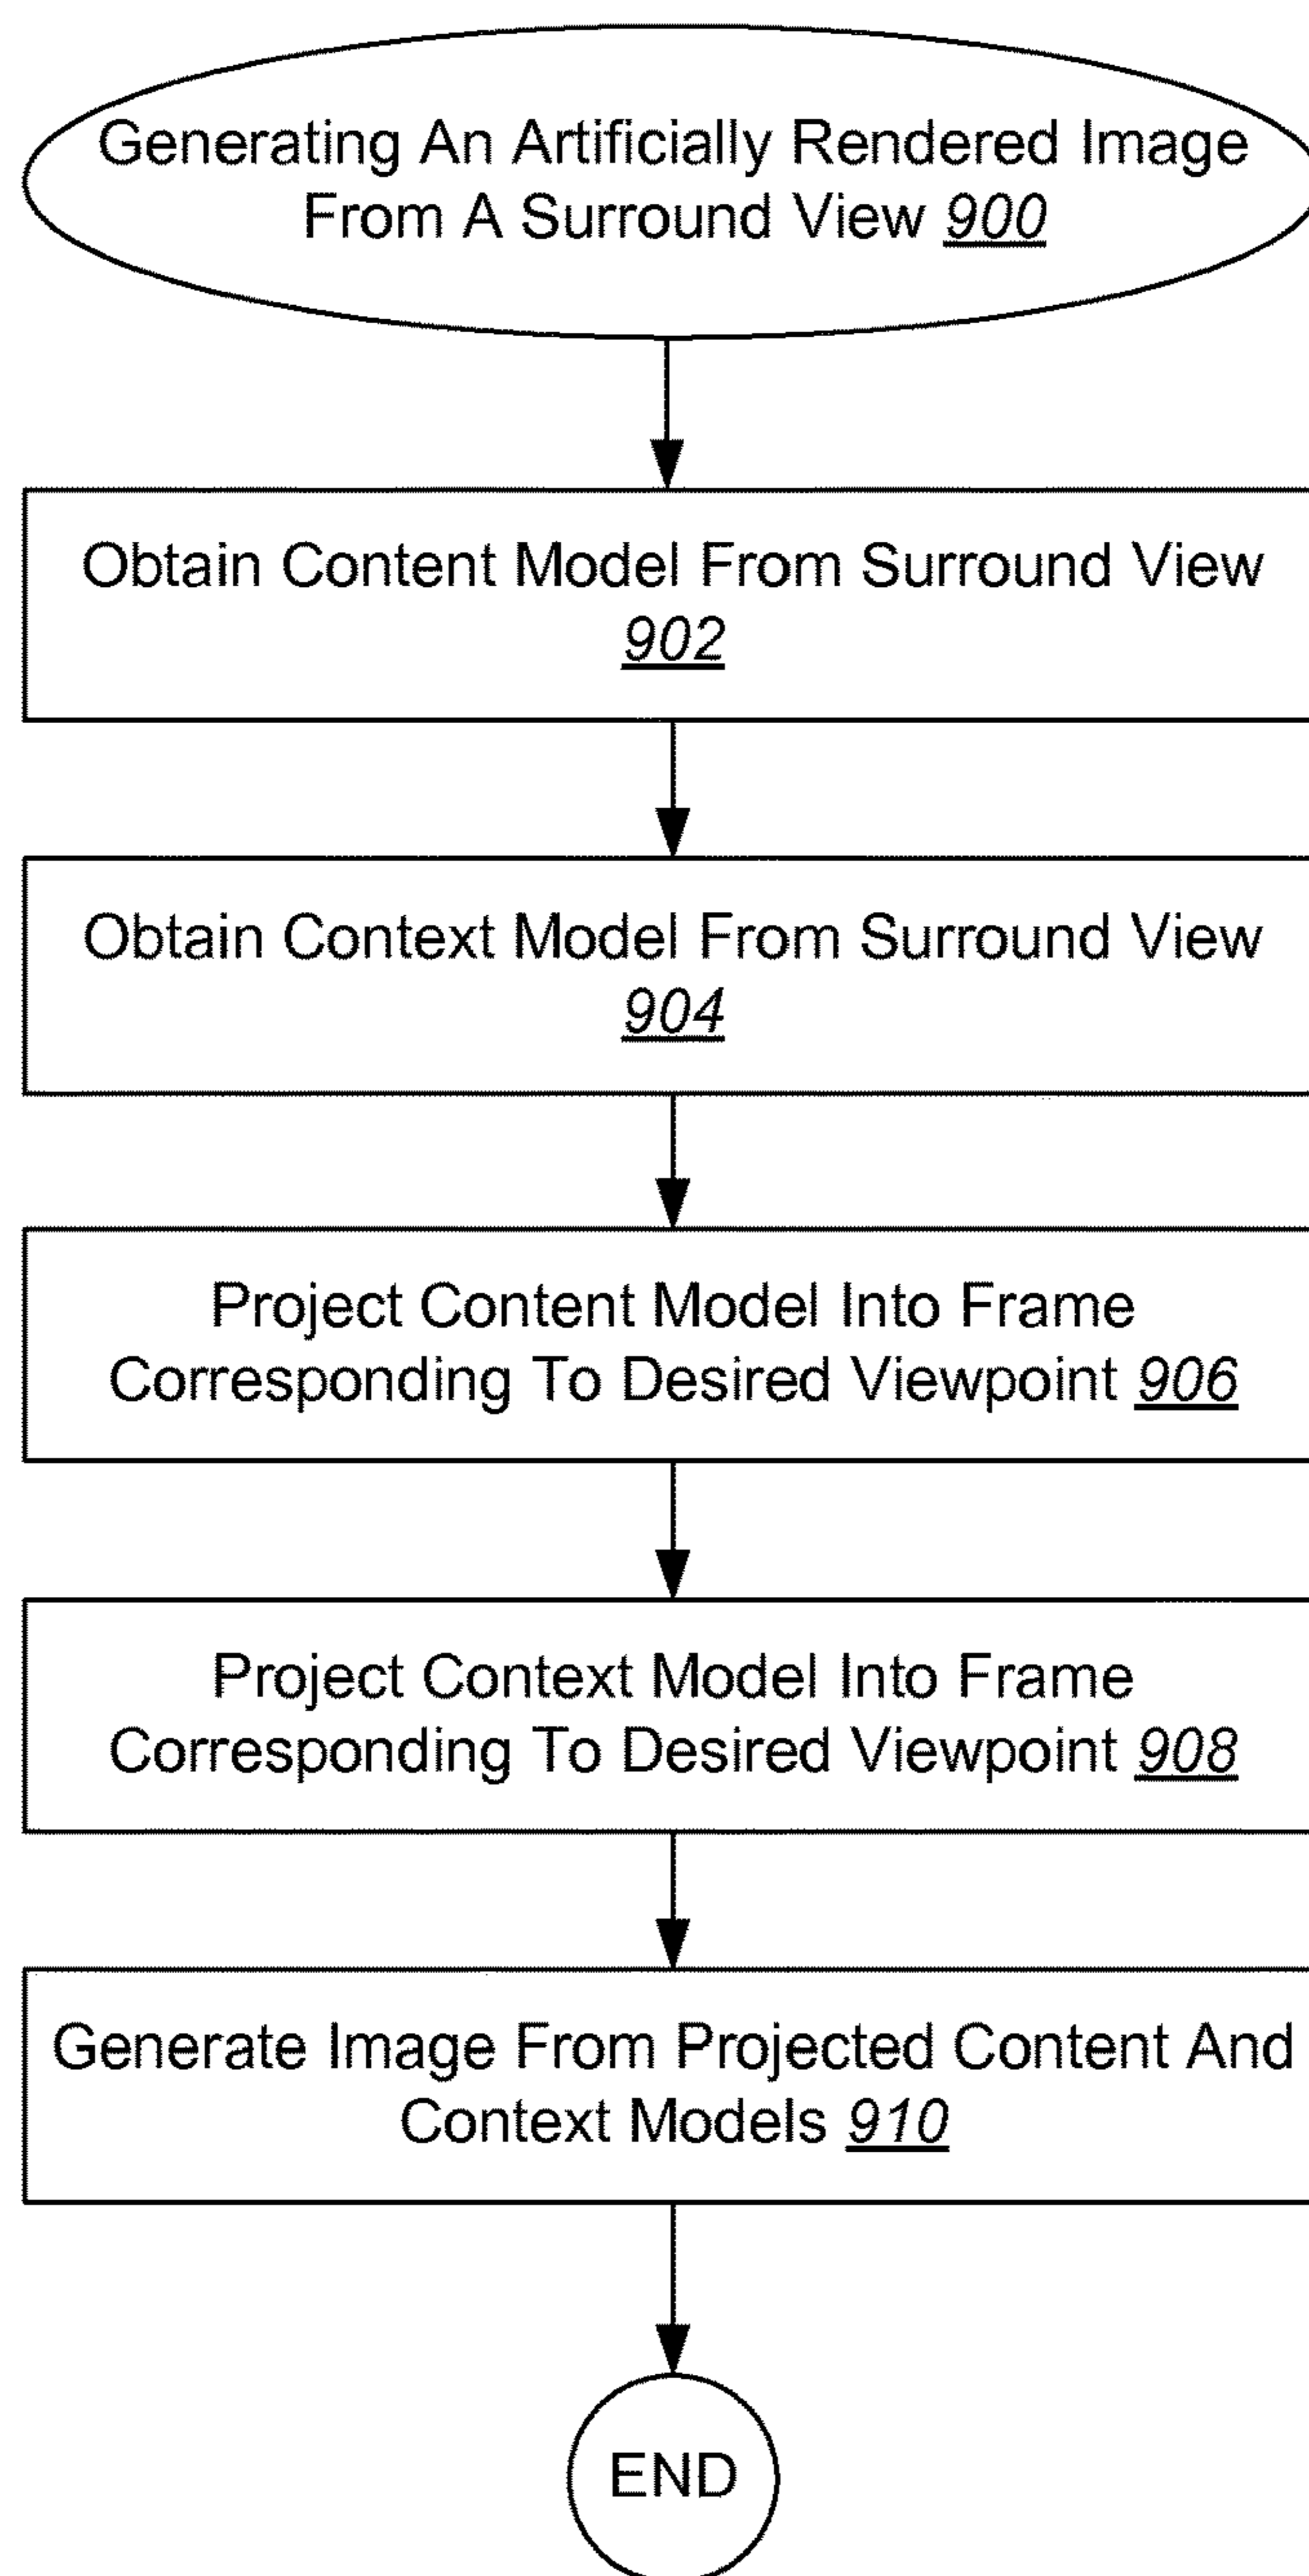 Generating An Artificially Rendered Image
From A Surround View 900
Obtain Content Model From Surround View
902
Obtain Context Model From Surround View
904
Project Content Model Into Frame
Corresponding To Desired Viewpoint 906
Project Context Model Into Frame
Corresponding To Desired Viewpoint 908
Generate Image From Projected Content And
Context Models 910
END